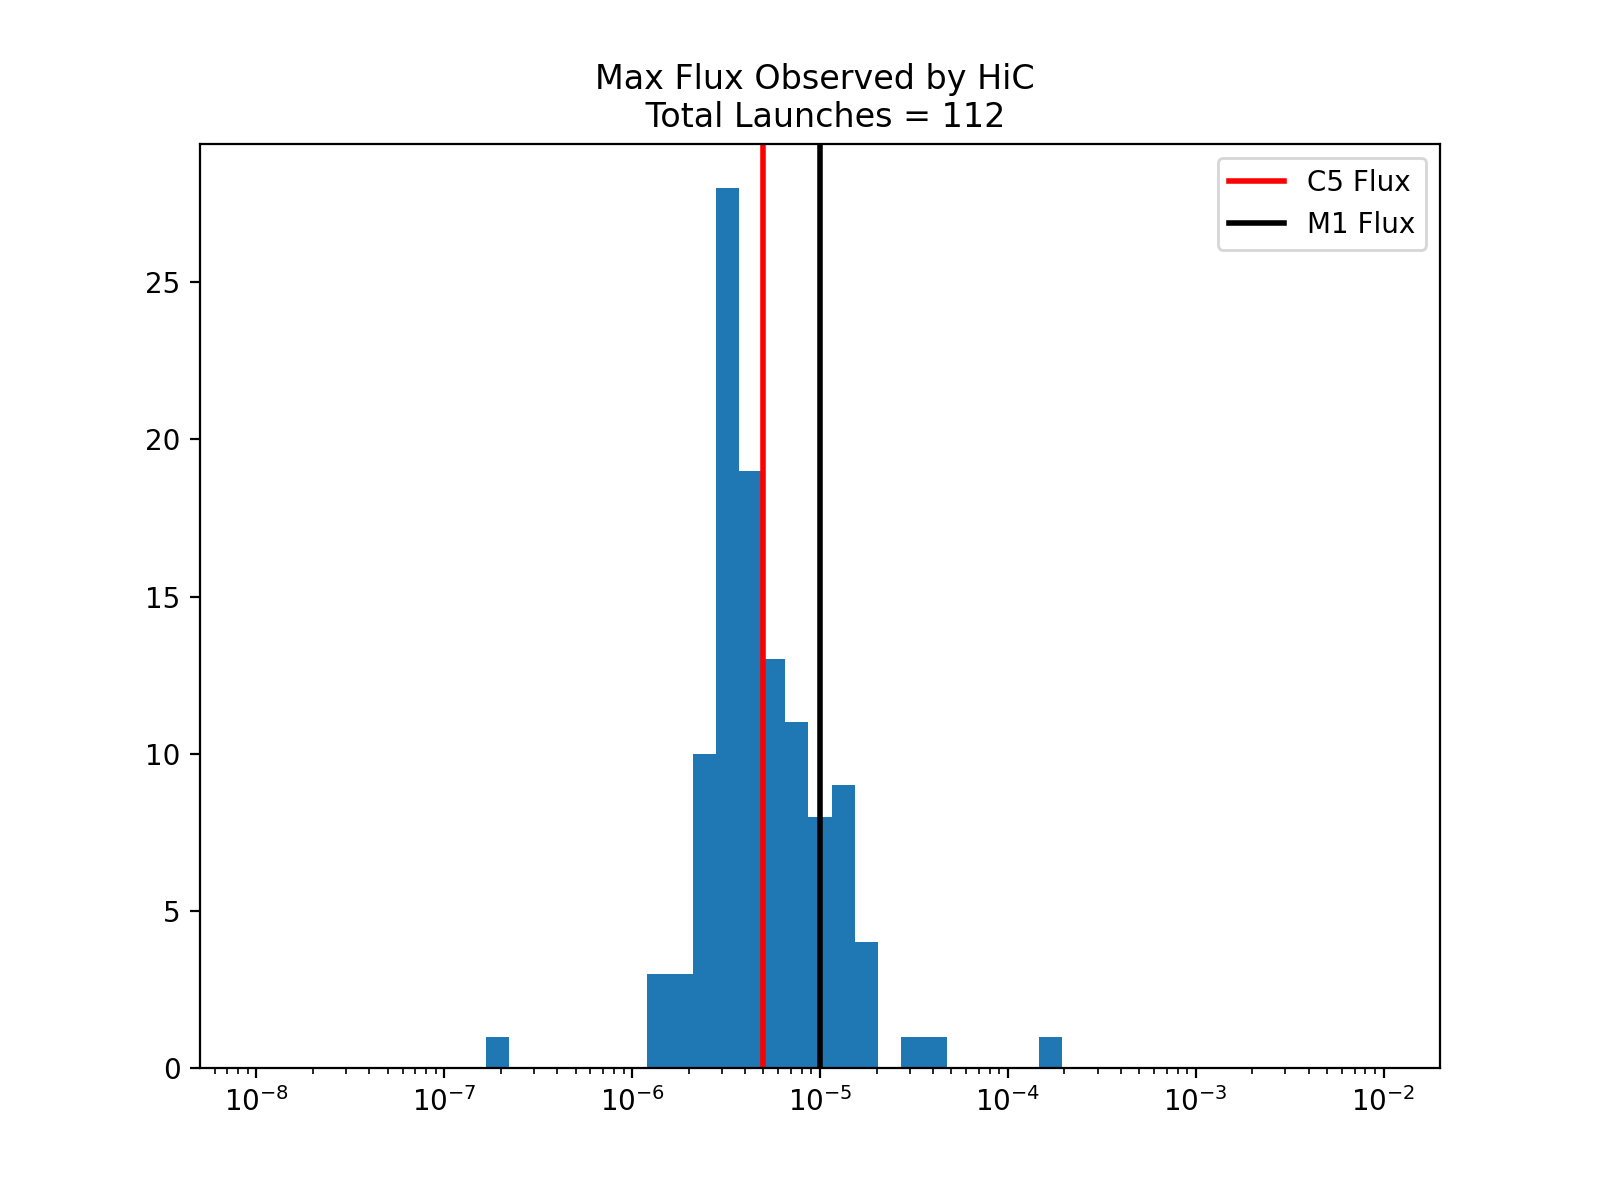 Max Flux Observed by HiC
Total Launches = 112
C5 Flux
M1 Flux
25
20
15
10
5
0
10⁻⁸ 10⁻⁷ 10⁻⁶ 10⁻⁵ 10⁻⁴ 10⁻³ 10⁻²